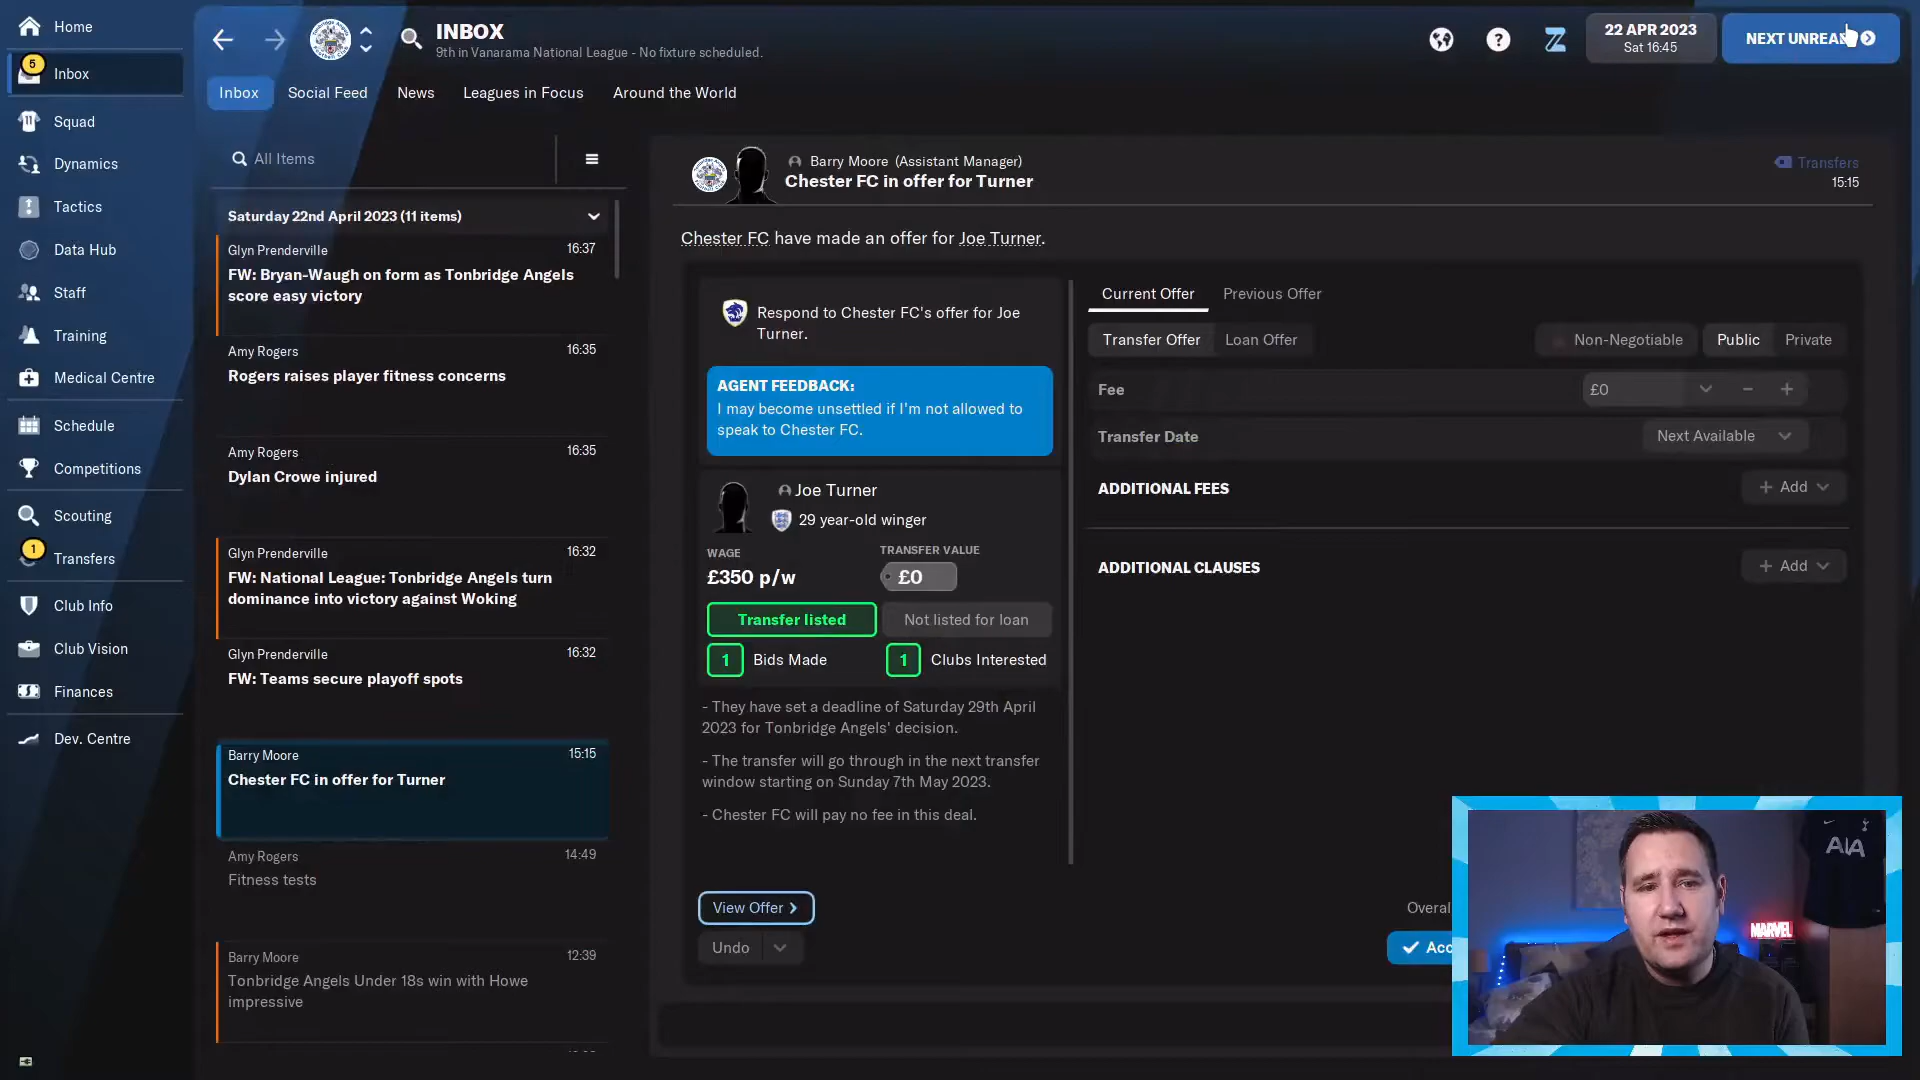 Home
5
Inbox
Squad
Dynamics
Tactics
Data Hub
Staff
Training
Medical Centre
Schedule
Competitions
Scouting
1
Transfers
Club Info
Club Vision
Finances
Dev. Centre
INBOX
9th in Vanarama National League - No fixture scheduled.
?
22 APR 2023
Sat 16:45
NEXT UNREA
Inbox
Social Feed
News
Leagues in Focus
Around the World
All Items
Saturday 22nd April 2023 (11 items)
Glyn Prenderville
16:37
FW: Bryan-Waugh on form as Tonbridge Angels
score easy victory
Amy Rogers
16:35
Rogers raises player fitness concerns
Amy Rogers
16:35
Dylan Crowe injured
Glyn Prenderville
16:32
FW: National League: Tonbridge Angels turn
dominance into victory against Woking
Glyn Prenderville
16:32
FW: Teams secure playoff spots
Barry Moore
15:15
Chester FC in offer for Turner
Amy Rogers
14:49
Fitness tests
Barry Moore
12:39
Tonbridge Angels Under 18s win with Howe
impressive
Barry Moore (Assistant Manager)
Chester FC in offer for Turner
Transfers
15:15
Chester FC have made an offer for Joe Turner.
Respond to Chester FC's offer for Joe
Turner.
AGENT FEEDBACK:
I may become unsettled if I'm not allowed to
speak to Chester FC.
Joe Turner
29 year-old winger
WAGE
TRANSFER VALUE
£350 p/w
£0
Transfer listed
Not listed for loan
1 Bids Made
1 Clubs Interested
- They have set a deadline of Saturday 29th April
2023 for Tonbridge Angels' decision.
- The transfer will go through in the next transfer
window starting on Sunday 7th May 2023.
- Chester FC will pay no fee in this deal.
View Offer
Undo
Current Offer
Previous Offer
Transfer Offer
Loan Offer
Non-Negotiable
Public
Private
Fee
£0
Transfer Date
Next Available
ADDITIONAL FEES
+ Add
ADDITIONAL CLAUSES
+ Add
Overal
Acc
AIA
MARVEL